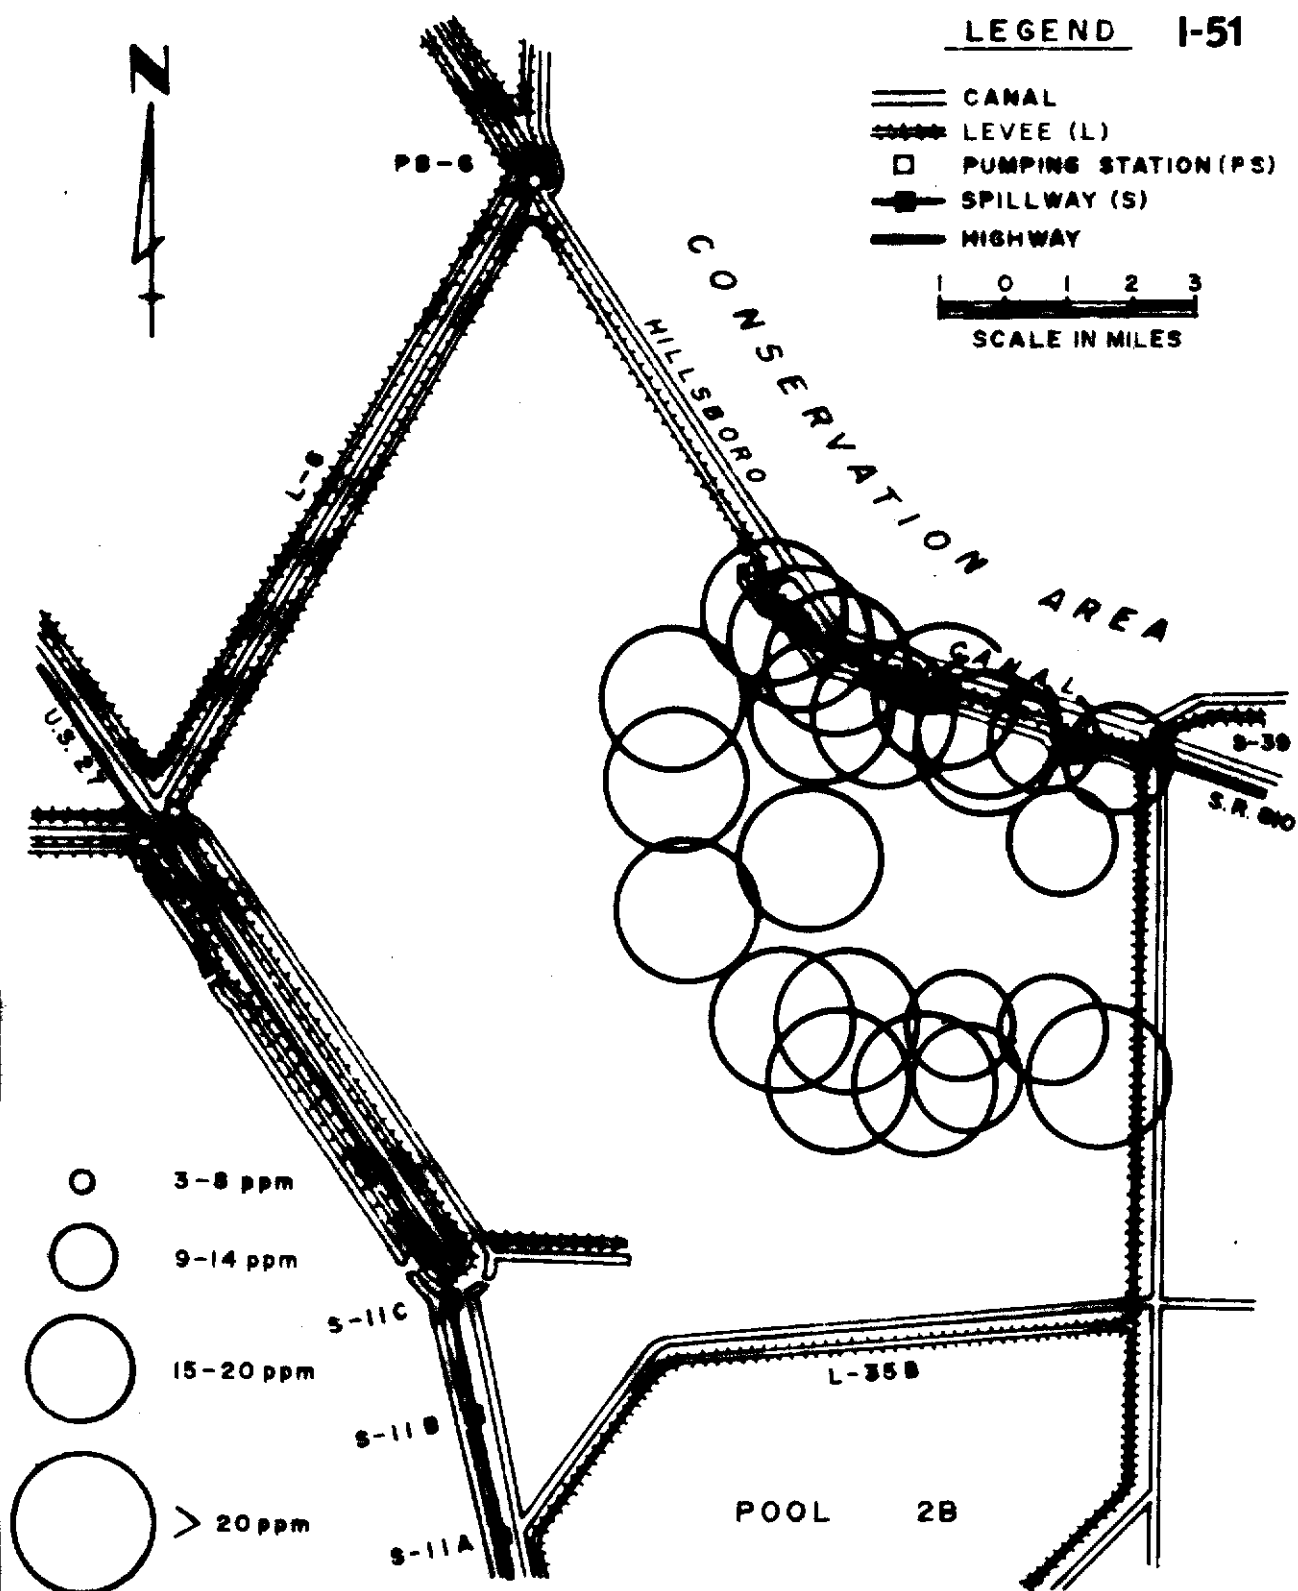 LEGEND I-51
N
CANAL
LEVEE (L)
PUMPING STATION (PS)
SPILLWAY (S)
HIGHWAY
1 0 1 2 3
SCALE IN MILES
PS-6
CONSERVATION AREA
HILLSBORO CANAL
L-6
U.S. 27
S-39
S.R. 810
3-8 ppm
9-14 ppm
15-20 ppm
> 20 ppm
S-11C
S-11B
S-11A
L-35B
POOL 2B